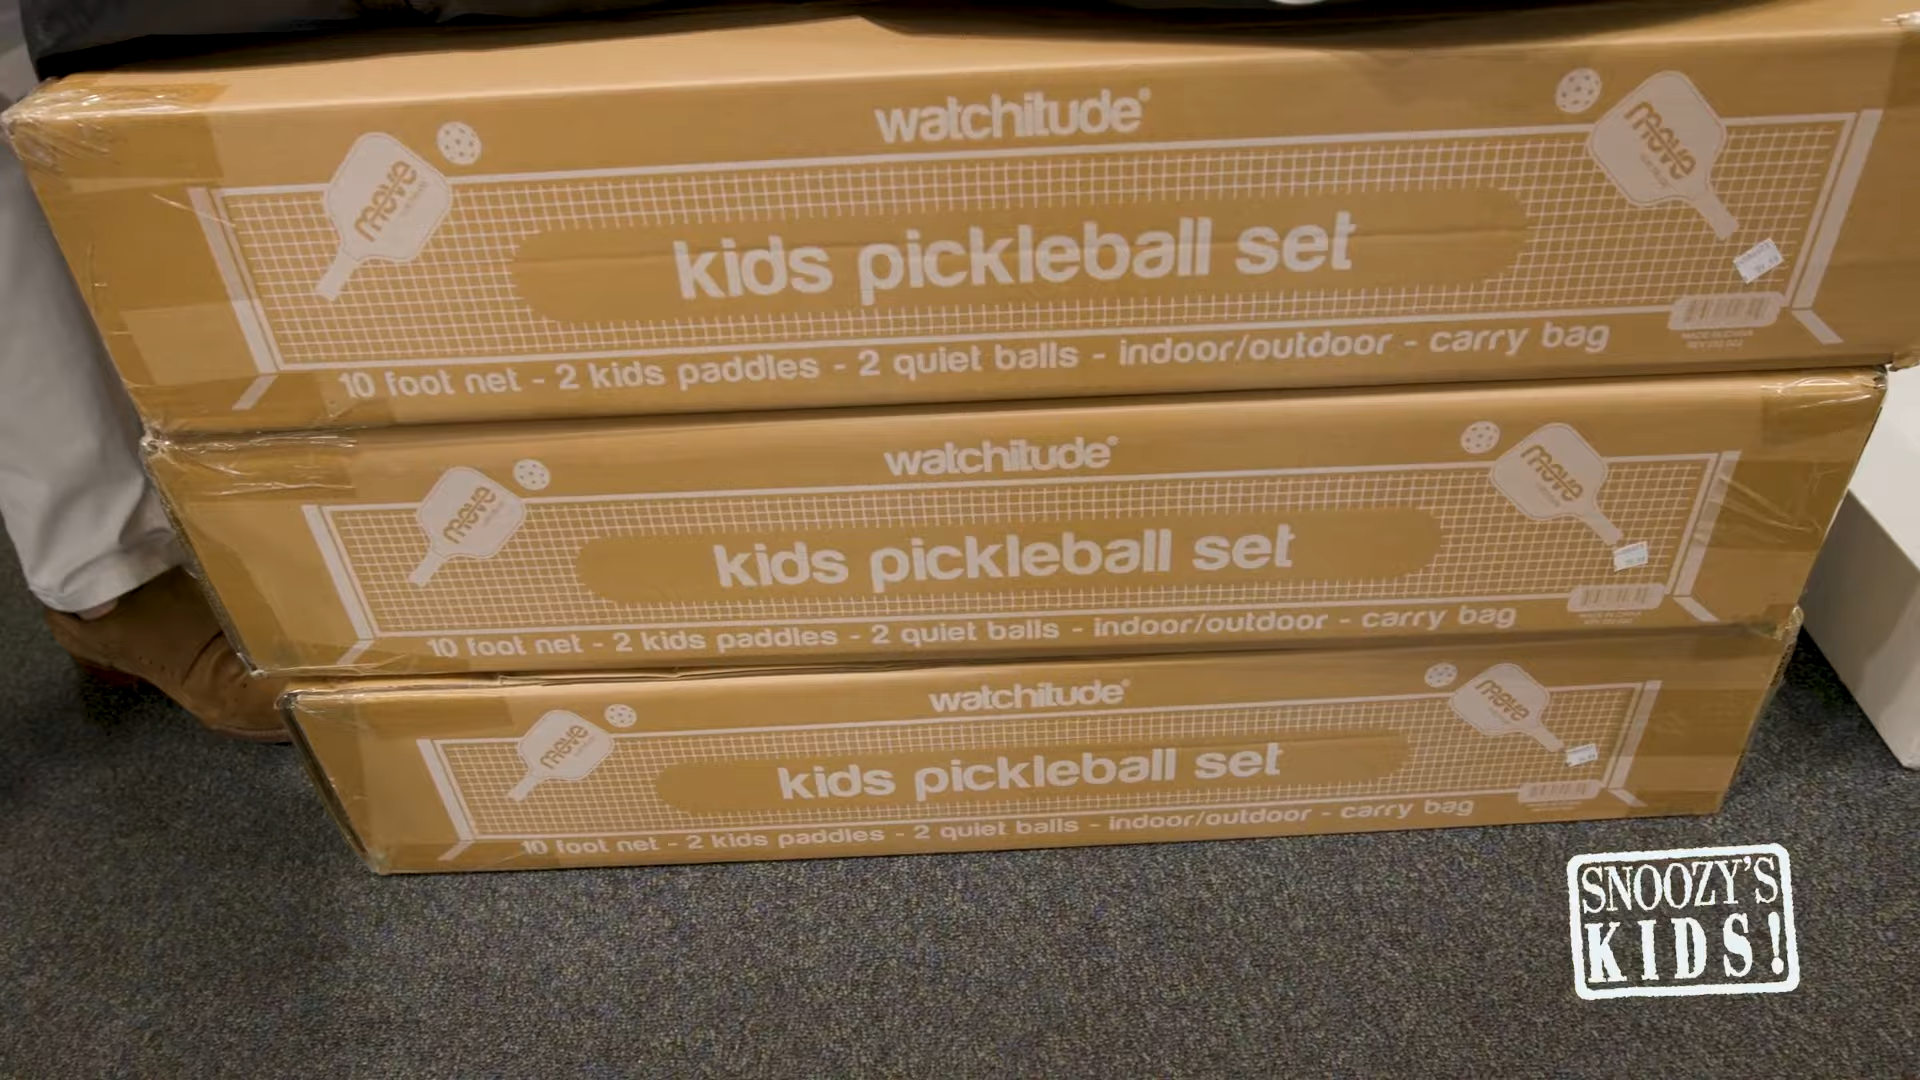 watchitude®
move
move
kids pickleball set
10 foot net - 2 kids paddles - 2 quiet balls - indoor/outdoor - carry bag
watchitude®
move
move
kids pickleball set
10 foot net - 2 kids paddles - 2 quiet balls - indoor/outdoor - carry bag
watchitude®
move
move
kids pickleball set
10 foot net - 2 kids paddles - 2 quiet balls - indoor/outdoor - carry bag
SNOOZY'S
KIDS!